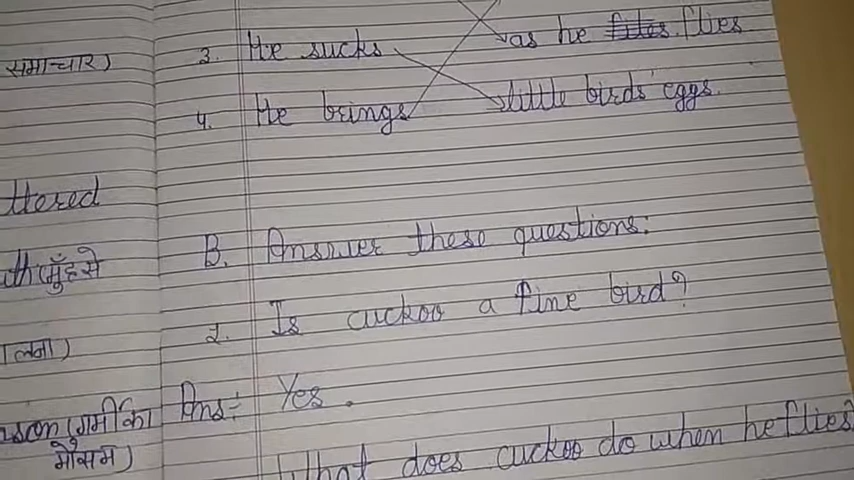 समाचार)
ttered
th (मुँह से
लना)
ason (गर्मी का
मौसम)
3. He sucks as he flies
4. He brings little birds' eggs.
B. Answer these questions:
1. Is cuckoo a fine bird?
Ans:- Yes.
What does cuckoo do when he flies?